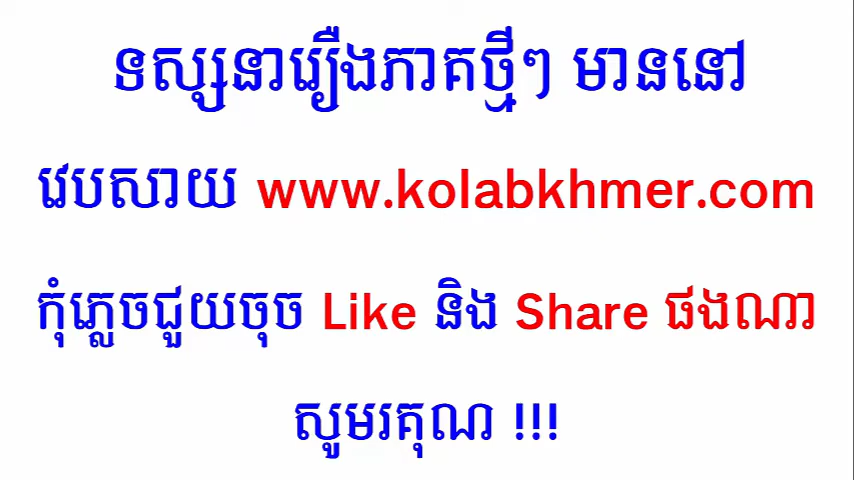 ទស្សនារឿងភាគថ្មីៗ មាននៅ
វេបសាយ www.kolabkhmer.com
កុំភ្លេចជួយចុច Like និង Share ផងណា
សូមរគុណ !!!